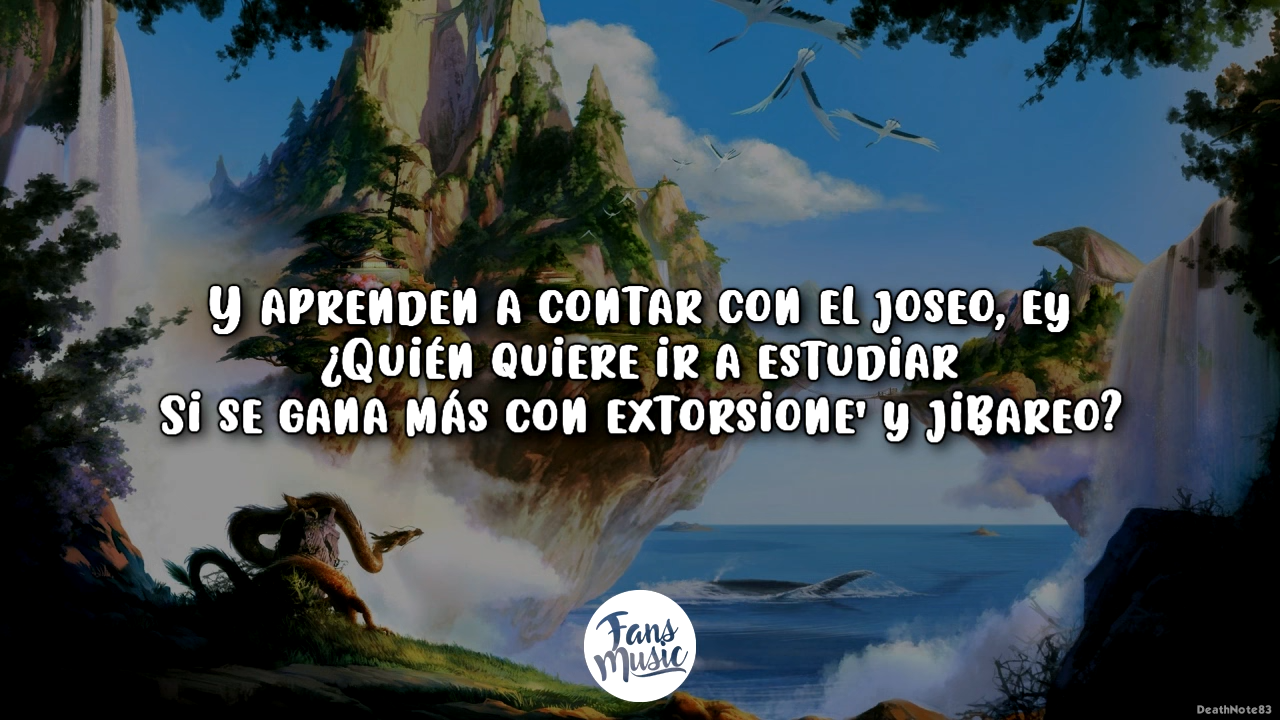 Y aprenden a contar con el joseo, ey
¿Quién quiere ir a estudiar
Si se gana más con extorsione' y jibareo?
Fans
Music
DeathNote83